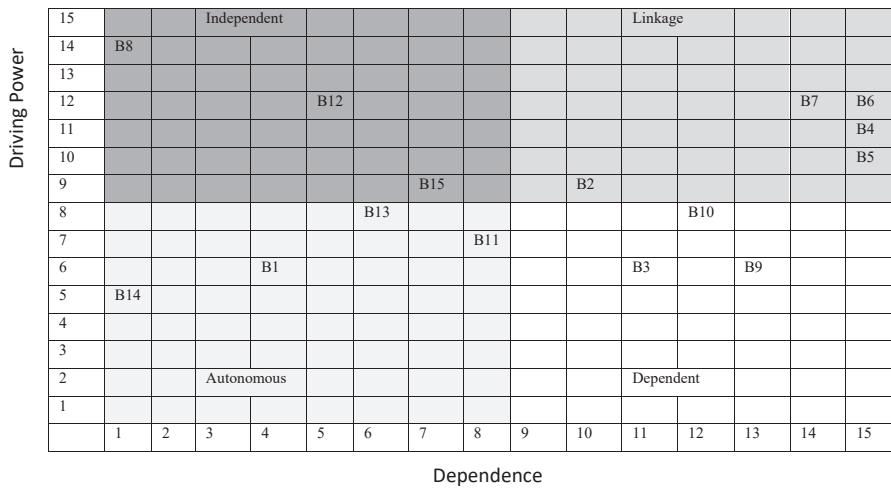 Driving Power
15 Independent Linkage
14 B8
13
12 B12 B7 B6
11 B4
10 B5
9 B15 B2
8 B13 B10
7 B11
6 B1 B3 B9
5 B14
4
3
2 Autonomous Dependent
1
1 2 3 4 5 6 7 8 9 10 11 12 13 14 15
Dependence